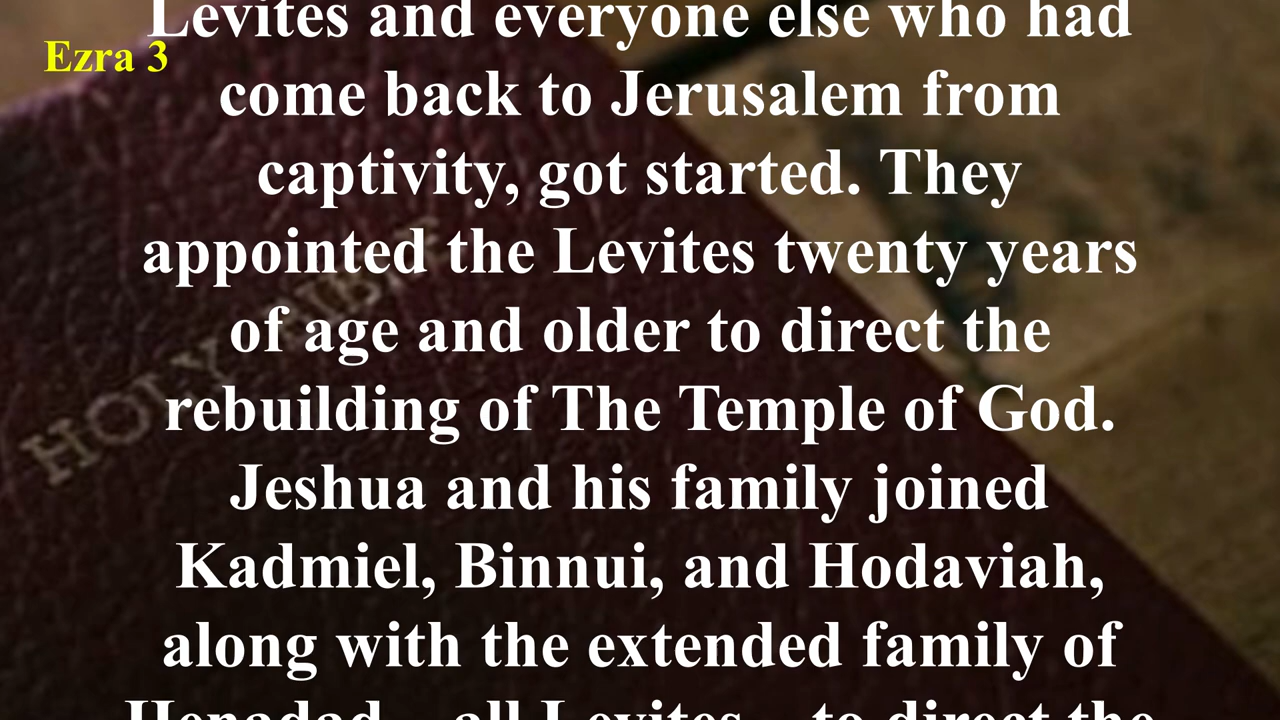 Levites and everyone else who had
Ezra 3
come back to Jerusalem from
captivity, got started. They
appointed the Levites twenty years
of age and older to direct the
rebuilding of The Temple of God.
Jeshua and his family joined
Kadmiel, Binnui, and Hodaviah,
along with the extended family of
Henadad—all Levites—to direct the
HOLY BIBLE